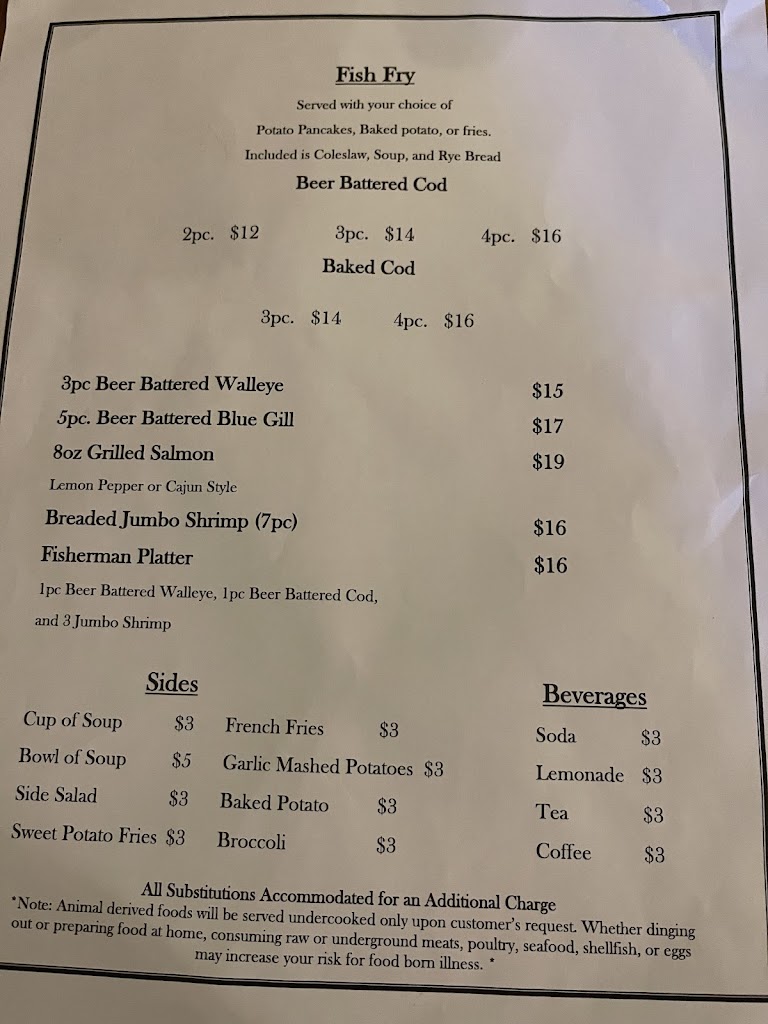 Fish Fry
Served with your choice of
Potato Pancakes, Baked potato, or fries.
Included is Coleslaw, Soup, and Rye Bread
Beer Battered Cod
2pc. $12 3pc. $14 4pc. $16
Baked Cod
3pc. $14 4pc. $16
3pc Beer Battered Walleye $15
5pc. Beer Battered Blue Gill $17
8oz Grilled Salmon $19
Lemon Pepper or Cajun Style
Breaded Jumbo Shrimp (7pc) $16
Fisherman Platter $16
1pc Beer Battered Walleye, 1pc Beer Battered Cod,
and 3 Jumbo Shrimp
Sides
Cup of Soup $3 French Fries $3
Bowl of Soup $5 Garlic Mashed Potatoes $3
Side Salad $3 Baked Potato $3
Sweet Potato Fries $3 Broccoli $3
Beverages
Soda $3
Lemonade $3
Tea $3
Coffee $3
All Substitutions Accommodated for an Additional Charge
*Note: Animal derived foods will be served undercooked only upon customer's request. Whether dinging
out or preparing food at home, consuming raw or underground meats, poultry, seafood, shellfish, or eggs
may increase your risk for food born illness. *